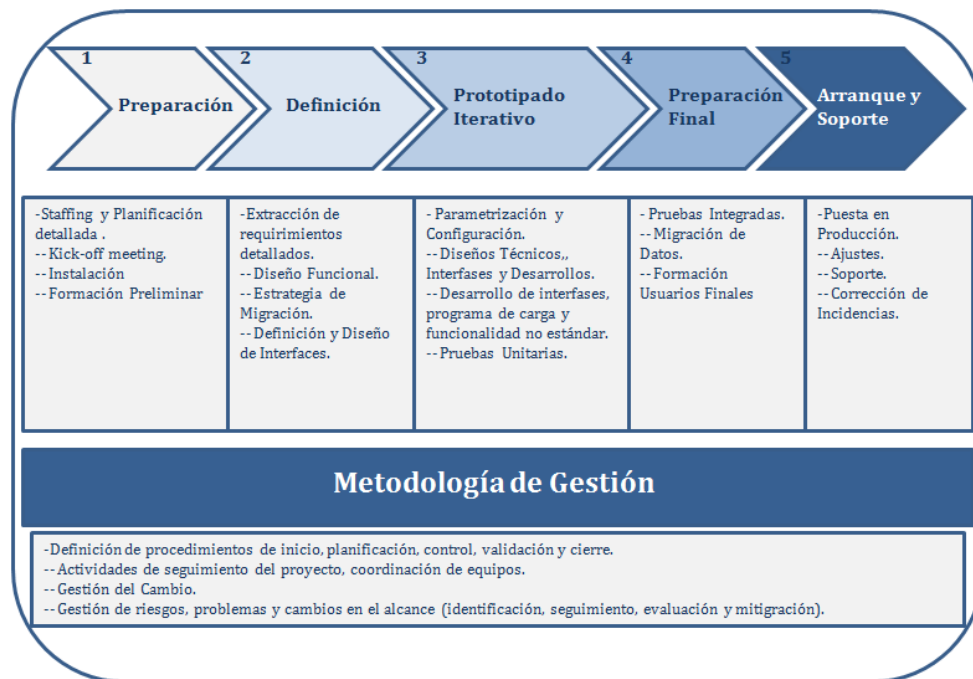 1
Preparación
2
Definición
3
Prototipado
Iterativo
4
Preparación
Final
5
Arranque y
Soporte
-Staffing y Planificación
detallada .
-- Kick-off meeting.
-- Instalación
-- Formación Preliminar
-Extracción de
requirimientos
detallados.
-- Diseño Funcional.
-- Estrategia de
Migración.
-- Definición y Diseño
de Interfaces.
- Parametrización y
Configuración.
-- Diseños Técnicos,,
Interfases y Desarrollos.
-- Desarrollo de interfases,
programa de carga y
funcionalidad no estándar.
-- Pruebas Unitarias.
- Pruebas Integradas.
-- Migración de
Datos.
-- Formación
Usuarios Finales
-Puesta en
Producción.
-- Ajustes.
-- Soporte.
-- Corrección de
Incidencias.
Metodología de Gestión
-Definición de procedimientos de inicio, planificación, control, validación y cierre.
-- Actividades de seguimiento del proyecto, coordinación de equipos.
-- Gestión del Cambio.
-- Gestión de riesgos, problemas y cambios en el alcance (identificación, seguimiento, evaluación y mitigración).